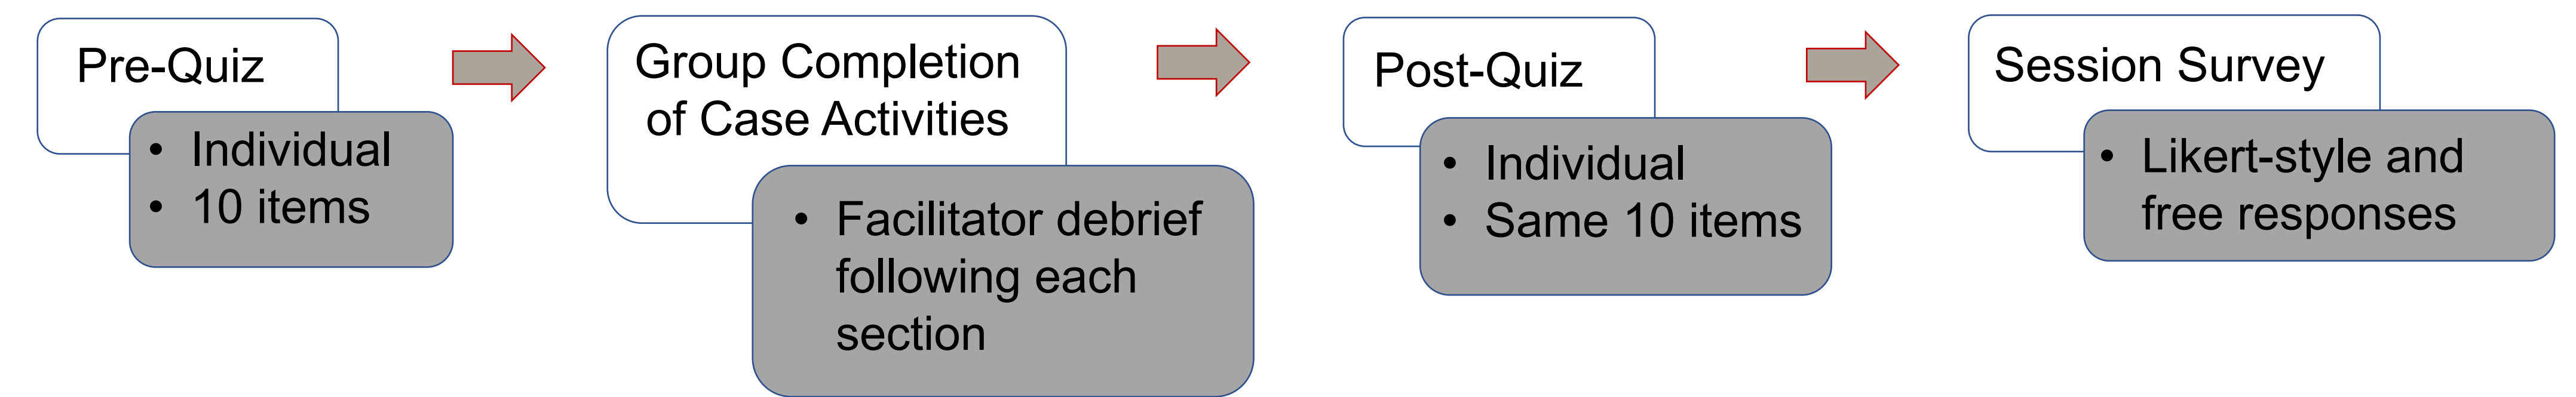 Pre-Quiz
• Individual
• 10 items
Group Completion
of Case Activities
• Facilitator debrief
following each
section
Post-Quiz
• Individual
• Same 10 items
Session Survey
• Likert-style and
free responses